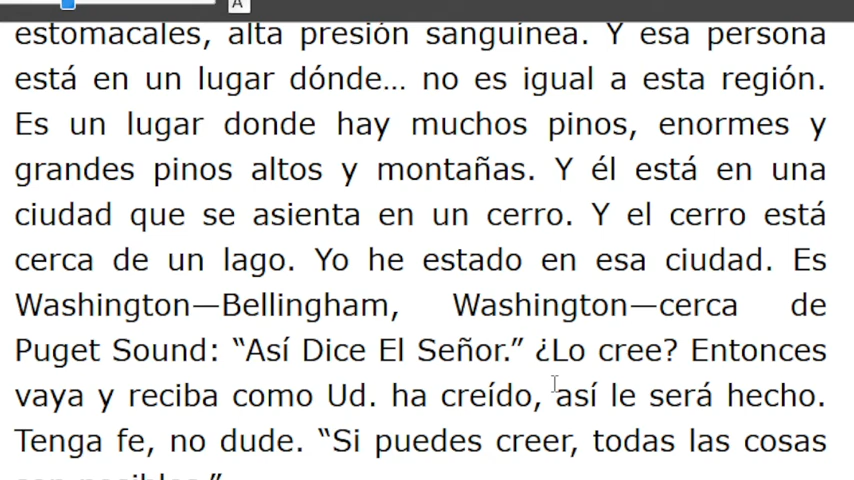 A
estomacales, alta presión sanguínea. Y esa persona
está en un lugar dónde... no es igual a esta región.
Es un lugar donde hay muchos pinos, enormes y
grandes pinos altos y montañas. Y él está en una
ciudad que se asienta en un cerro. Y el cerro está
cerca de un lago. Yo he estado en esa ciudad. Es
Washington—Bellingham, Washington—cerca de
Puget Sound: “Así Dice El Señor.” ¿Lo cree? Entonces
vaya y reciba como Ud. ha creído, así le será hecho.
Tenga fe, no dude. “Si puedes creer, todas las cosas